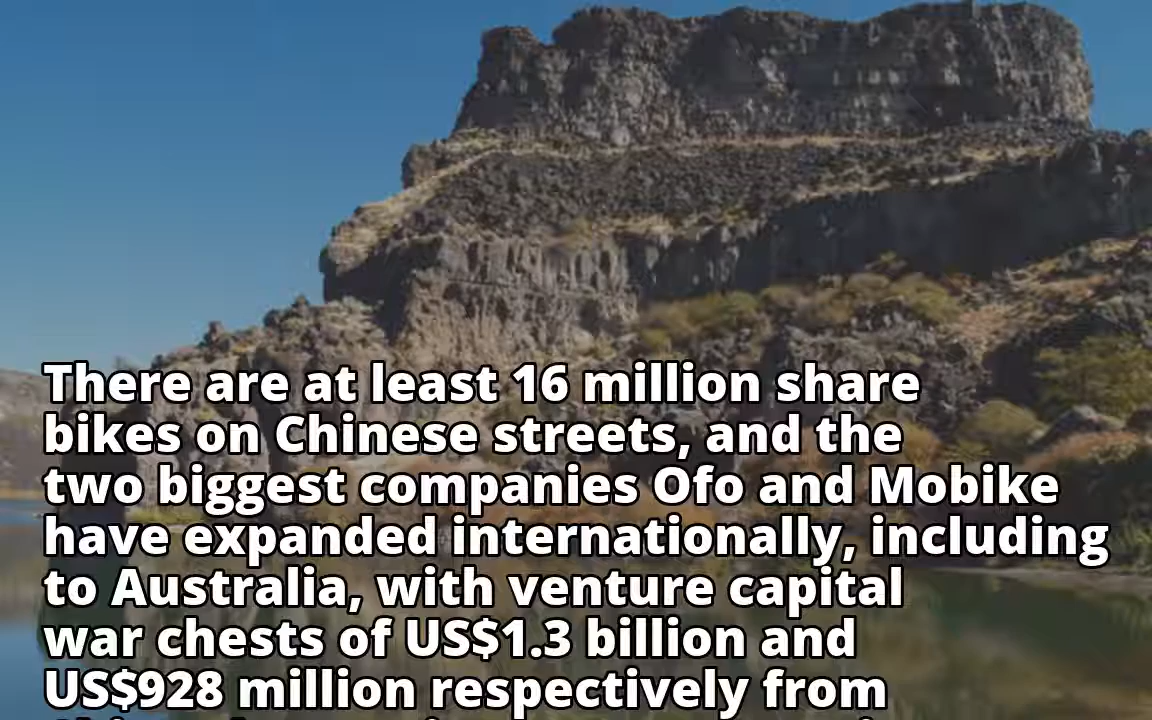 There are at least 16 million share
bikes on Chinese streets, and the
two biggest companies Ofo and Mobike
have expanded internationally, including
to Australia, with venture capital
war chests of US$1.3 billion and
US$928 million respectively from